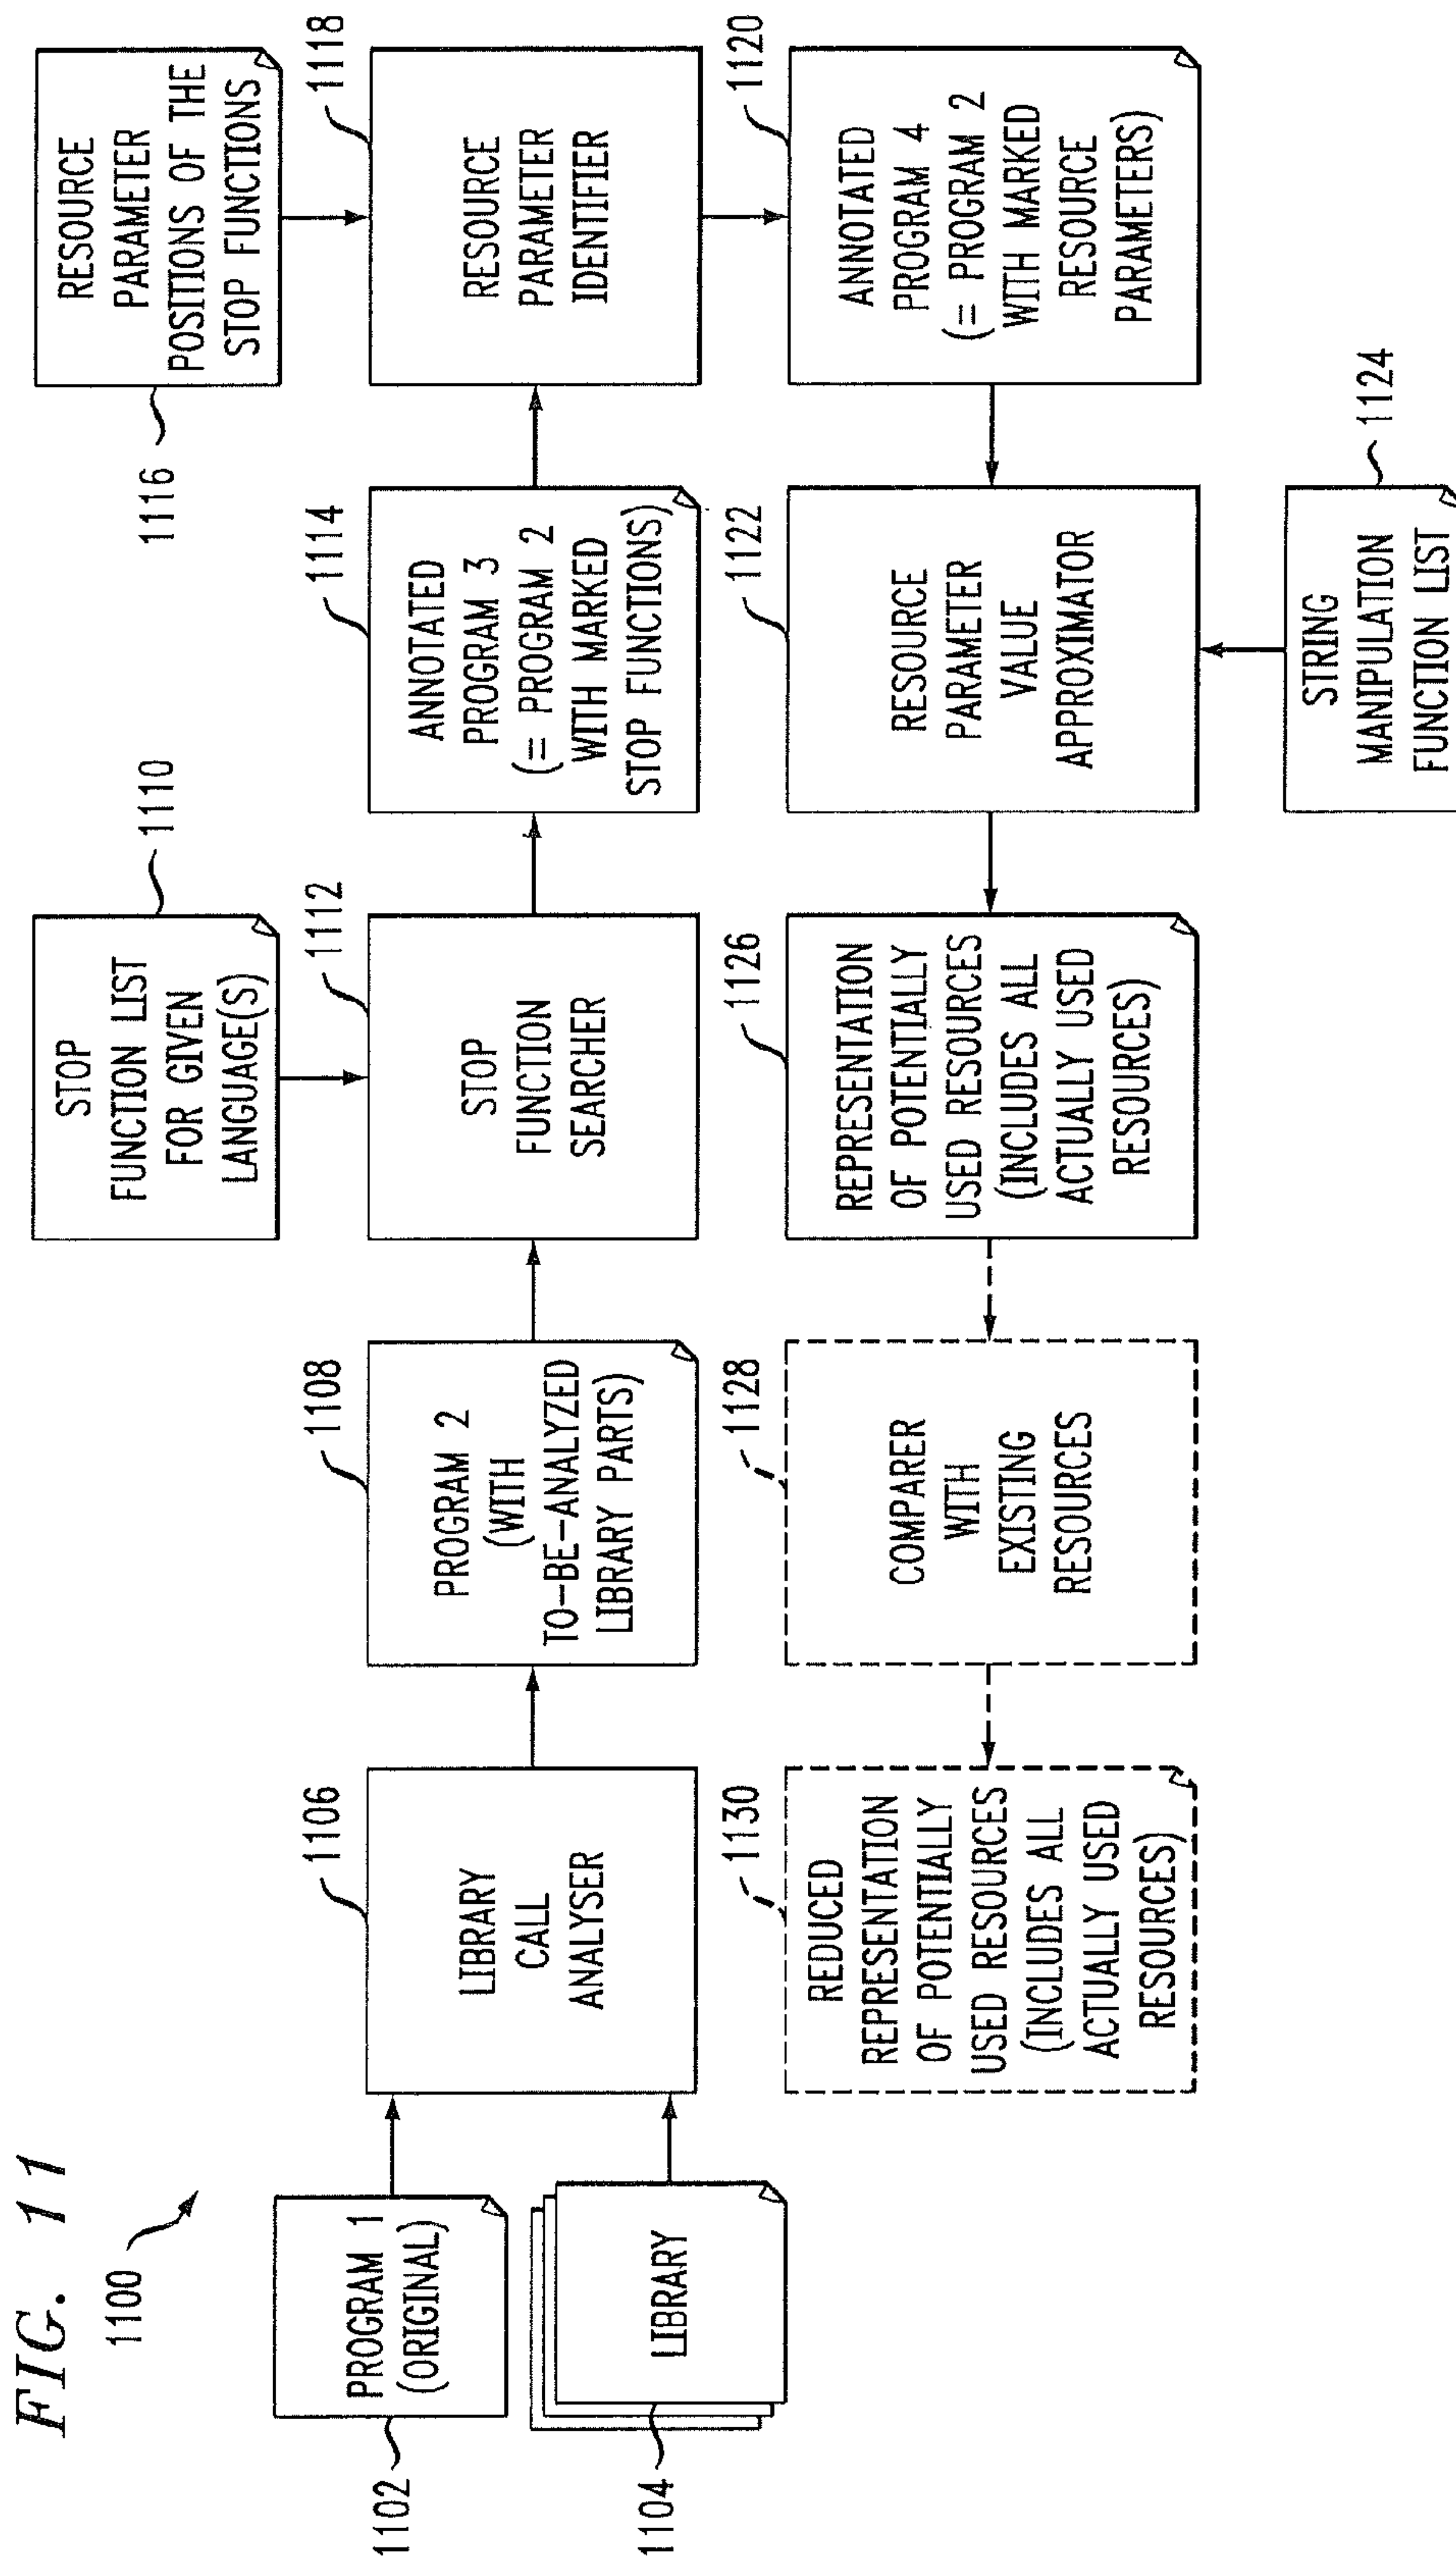 FIG. 11
1100
1102
PROGRAM 1
(ORIGINAL)
1104
LIBRARY
1106
LIBRARY
CALL
ANALYSER
1108
PROGRAM 2
(WITH
TO-BE-ANALYZED
LIBRARY PARTS)
1110
STOP
FUNCTION LIST
FOR GIVEN
LANGUAGE(S)
1112
STOP
FUNCTION
SEARCHER
1114
ANNOTATED
PROGRAM 3
(= PROGRAM 2
WITH MARKED
STOP FUNCTIONS)
1116
RESOURCE
PARAMETER
POSITIONS OF THE
STOP FUNCTIONS
1118
RESOURCE
PARAMETER
IDENTIFIER
1120
ANNOTATED
PROGRAM 4
(= PROGRAM 2
WITH MARKED
RESOURCE
PARAMETERS)
1122
RESOURCE
PARAMETER
VALUE
APPROXIMATOR
1124
STRING
MANIPULATION
FUNCTION LIST
1126
REPRESENTATION
OF POTENTIALLY
USED RESOURCES
(INCLUDES ALL
ACTUALLY USED
RESOURCES)
1128
COMPARER
WITH
EXISTING
RESOURCES
1130
REDUCED
REPRESENTATION
OF POTENTIALLY
USED RESOURCES
(INCLUDES ALL
ACTUALLY USED
RESOURCES)